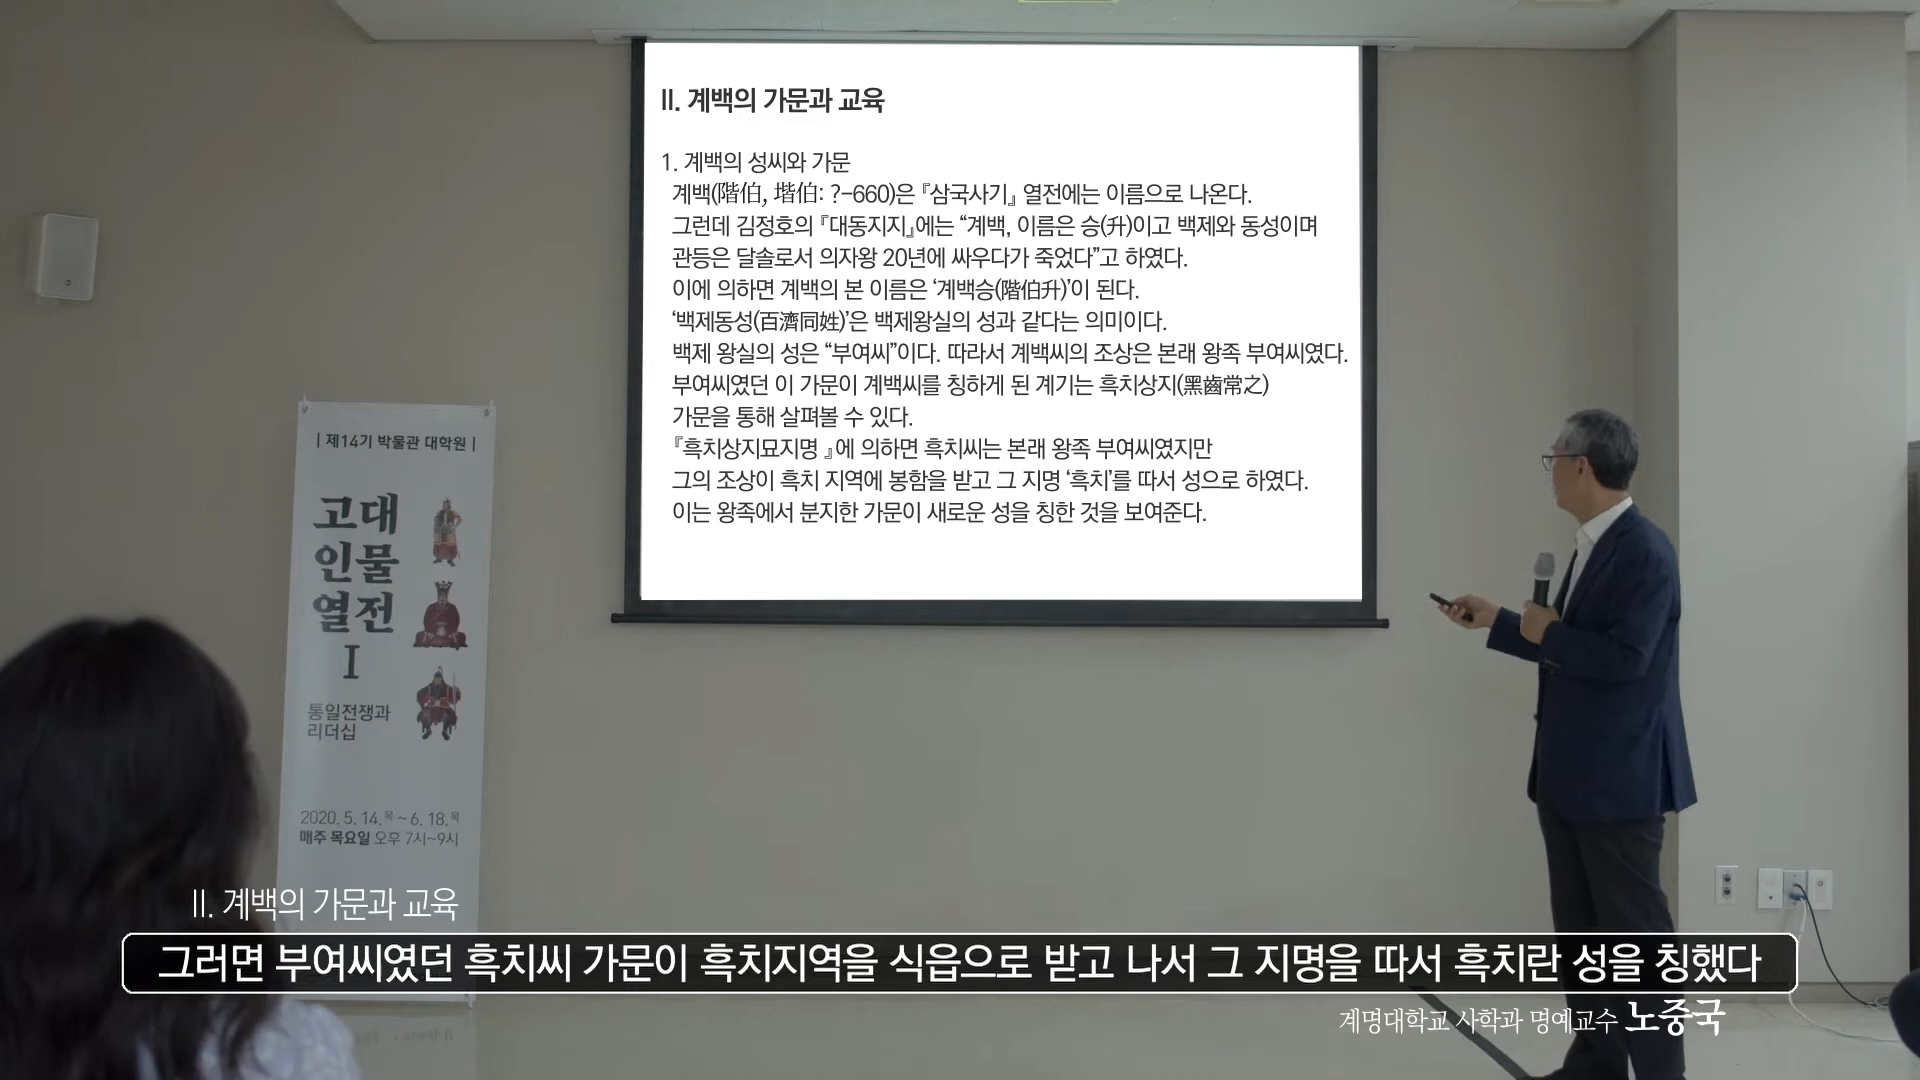 II. 계백의 가문과 교육
1. 계백의 성씨와 가문
계백(階伯, 堦伯: ?-660)은 『삼국사기』 열전에는 이름으로 나온다.
그런데 김정호의 『대동지지』에는 “계백, 이름은 승(升)이고 백제와 동성이며
관등은 달솔로서 의자왕 20년에 싸우다가 죽었다”고 하였다.
이에 의하면 계백의 본 이름은 ‘계백승(階伯升)’이 된다.
‘백제동성(百濟同姓)’은 백제왕실의 성과 같다는 의미이다.
백제 왕실의 성은 “부여씨”이다. 따라서 계백씨의 조상은 본래 왕족 부여씨였다.
부여씨였던 이 가문이 계백씨를 칭하게 된 계기는 흑치상지(黑齒常之)
가문을 통해 살펴볼 수 있다.
『흑치상지묘지명 』에 의하면 흑치씨는 본래 왕족 부여씨였지만
그의 조상이 흑치 지역에 봉함을 받고 그 지명 ‘흑치’를 따서 성으로 하였다.
이는 왕족에서 분지한 가문이 새로운 성을 칭한 것을 보여준다.
| 제14기 박물관 대학원 |
고대
인물
열전
I
통일전쟁과
리더십
2020. 5. 14.목 ~ 6. 18.목
매주 목요일 오후 7시~9시
II. 계백의 가문과 교육
그러면 부여씨였던 흑치씨 가문이 흑치지역을 식읍으로 받고 나서 그 지명을 따서 흑치란 성을 칭했다
계명대학교 사학과 명예교수 노중국